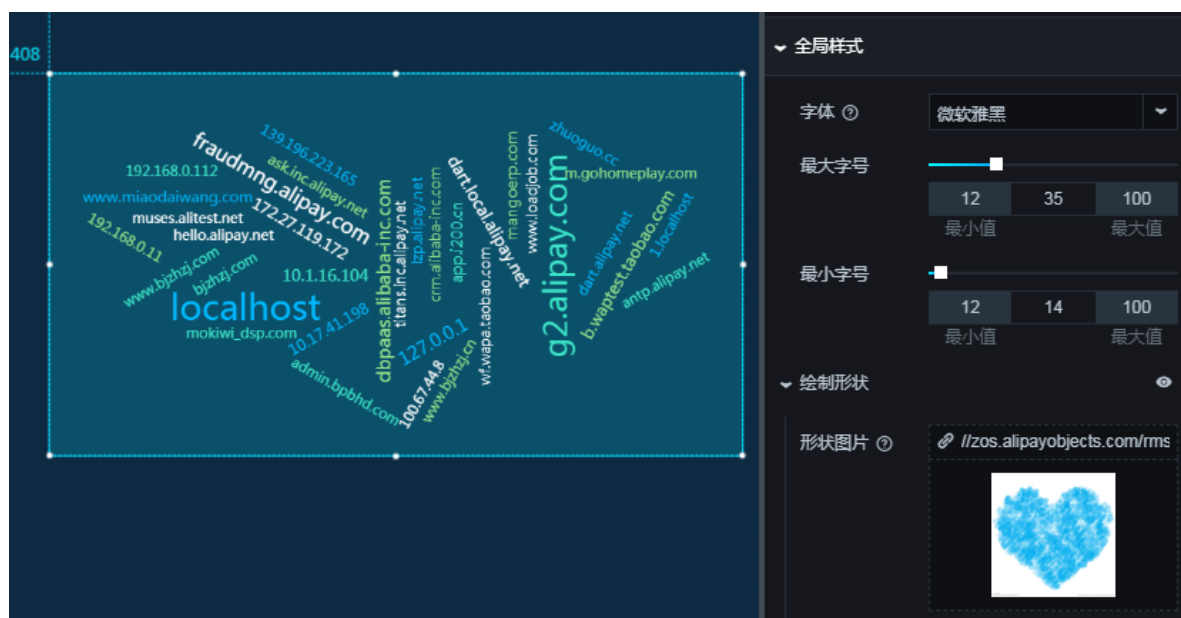 408
139.196.223.165
fraudmng.alipay.com
ask.inc.alipay.net
192.168.0.112
www.miaodaiwang.com
172.27.119.172
muses.alitest.net
192.168.0.11
hello.alipay.net
www.bjzhzj.com
bjzhzj.com
10.1.16.104
localhost
mokiwi_dsp.com
10.17.41.198
admin.bpbhd.com
dbpaas.alibaba-inc.com
titans.inc.alipay.net
lzp.alipay.net
crm.alibaba-inc.com
app.i200.cn
127.0.0.1
100.67.44.8
www.bjzhzj.cn
dart.local.alipay.net
wf.wapa.taobao.com
mangoerp.com
www.loadjob.com
zhuoguo.cc
m.gohomeplay.com
g2.alipay.com
dart.alipay.net
b.waptest.taobao.com
1.localhost
antp.alipay.net
全局样式
字体
微软雅黑
最大字号
12 35 100
最小值 最大值
最小字号
12 14 100
最小值 最大值
绘制形状
形状图片
//zos.alipayobjects.com/rms